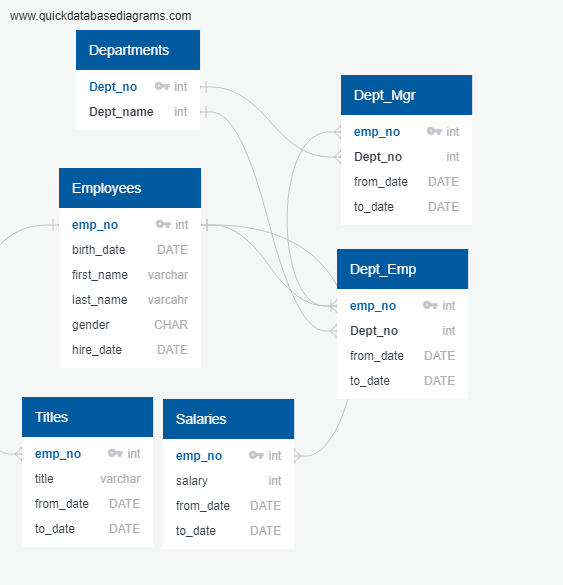 www.quickdatabasediagrams.com
Departments
Dept_no int
Dept_name int
Dept_Mgr
emp_no int
Dept_no int
from_date DATE
to_date DATE
Employees
emp_no int
birth_date DATE
first_name varchar
last_name varcahr
gender CHAR
hire_date DATE
Dept_Emp
emp_no int
Dept_no int
from_date DATE
to_date DATE
Titles
emp_no int
title varchar
from_date DATE
to_date DATE
Salaries
emp_no int
salary int
from_date DATE
to_date DATE